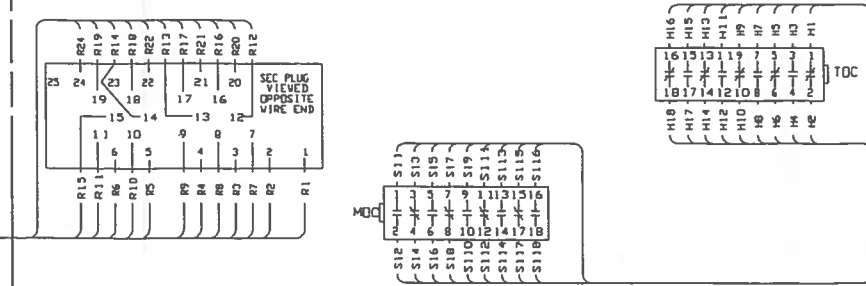 R24 R19 R14 R18 R22 R13 R17 R21 R16 R20 R12
25 24 23 22 21 20
SEC PLUG
VIEWED
OPPOSITE
WIRE END
19 18 17 16
15 14 13 12
11 10 9 8 7
6 5 4 3 2 1
R15 R11 R6 R10 R5 R9 R4 R8 R3 R7 R2 R1
H16 H15 H13 H11 H9 H7 H5 H3 H1
16 15 13 11 9 7 5 3 1
TOC
18 17 14 12 10 8 6 4 2
H18 H17 H14 H12 H10 H8 H6 H4 H2
S11 S13 S15 S17 S19 S111 S113 S115 S116
1 3 5 7 9 11 13 15 16
MOC
2 4 6 8 10 12 14 17 18
S12 S14 S16 S18 S110 S112 S114 S117 S118